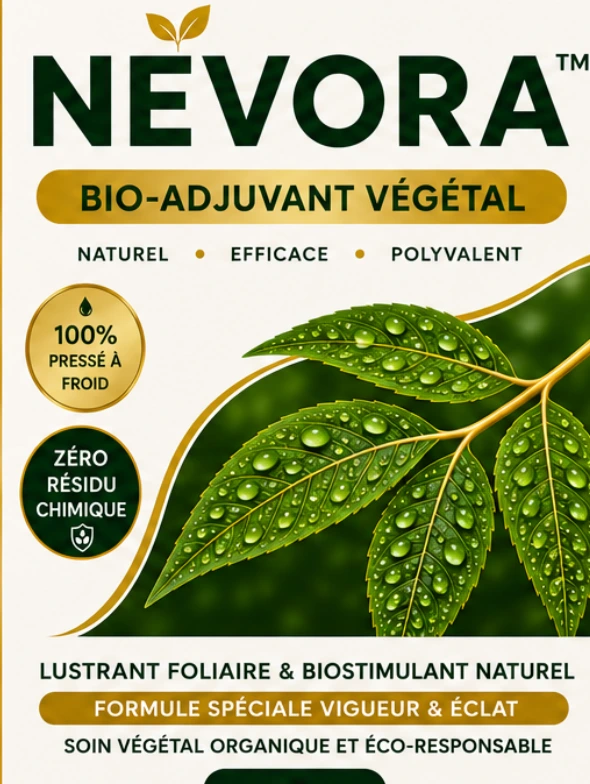 NEVORA™
BIO-ADJUVANT VÉGÉTAL
NATUREL • EFFICACE • POLYVALENT
100%
PRESSÉ À
FROID
ZÉRO
RÉSIDU
CHIMIQUE
LUSTRANT FOLIAIRE & BIOSTIMULANT NATUREL
FORMULE SPÉCIALE VIGUEUR & ÉCLAT
SOIN VÉGÉTAL ORGANIQUE ET ÉCO-RESPONSABLE